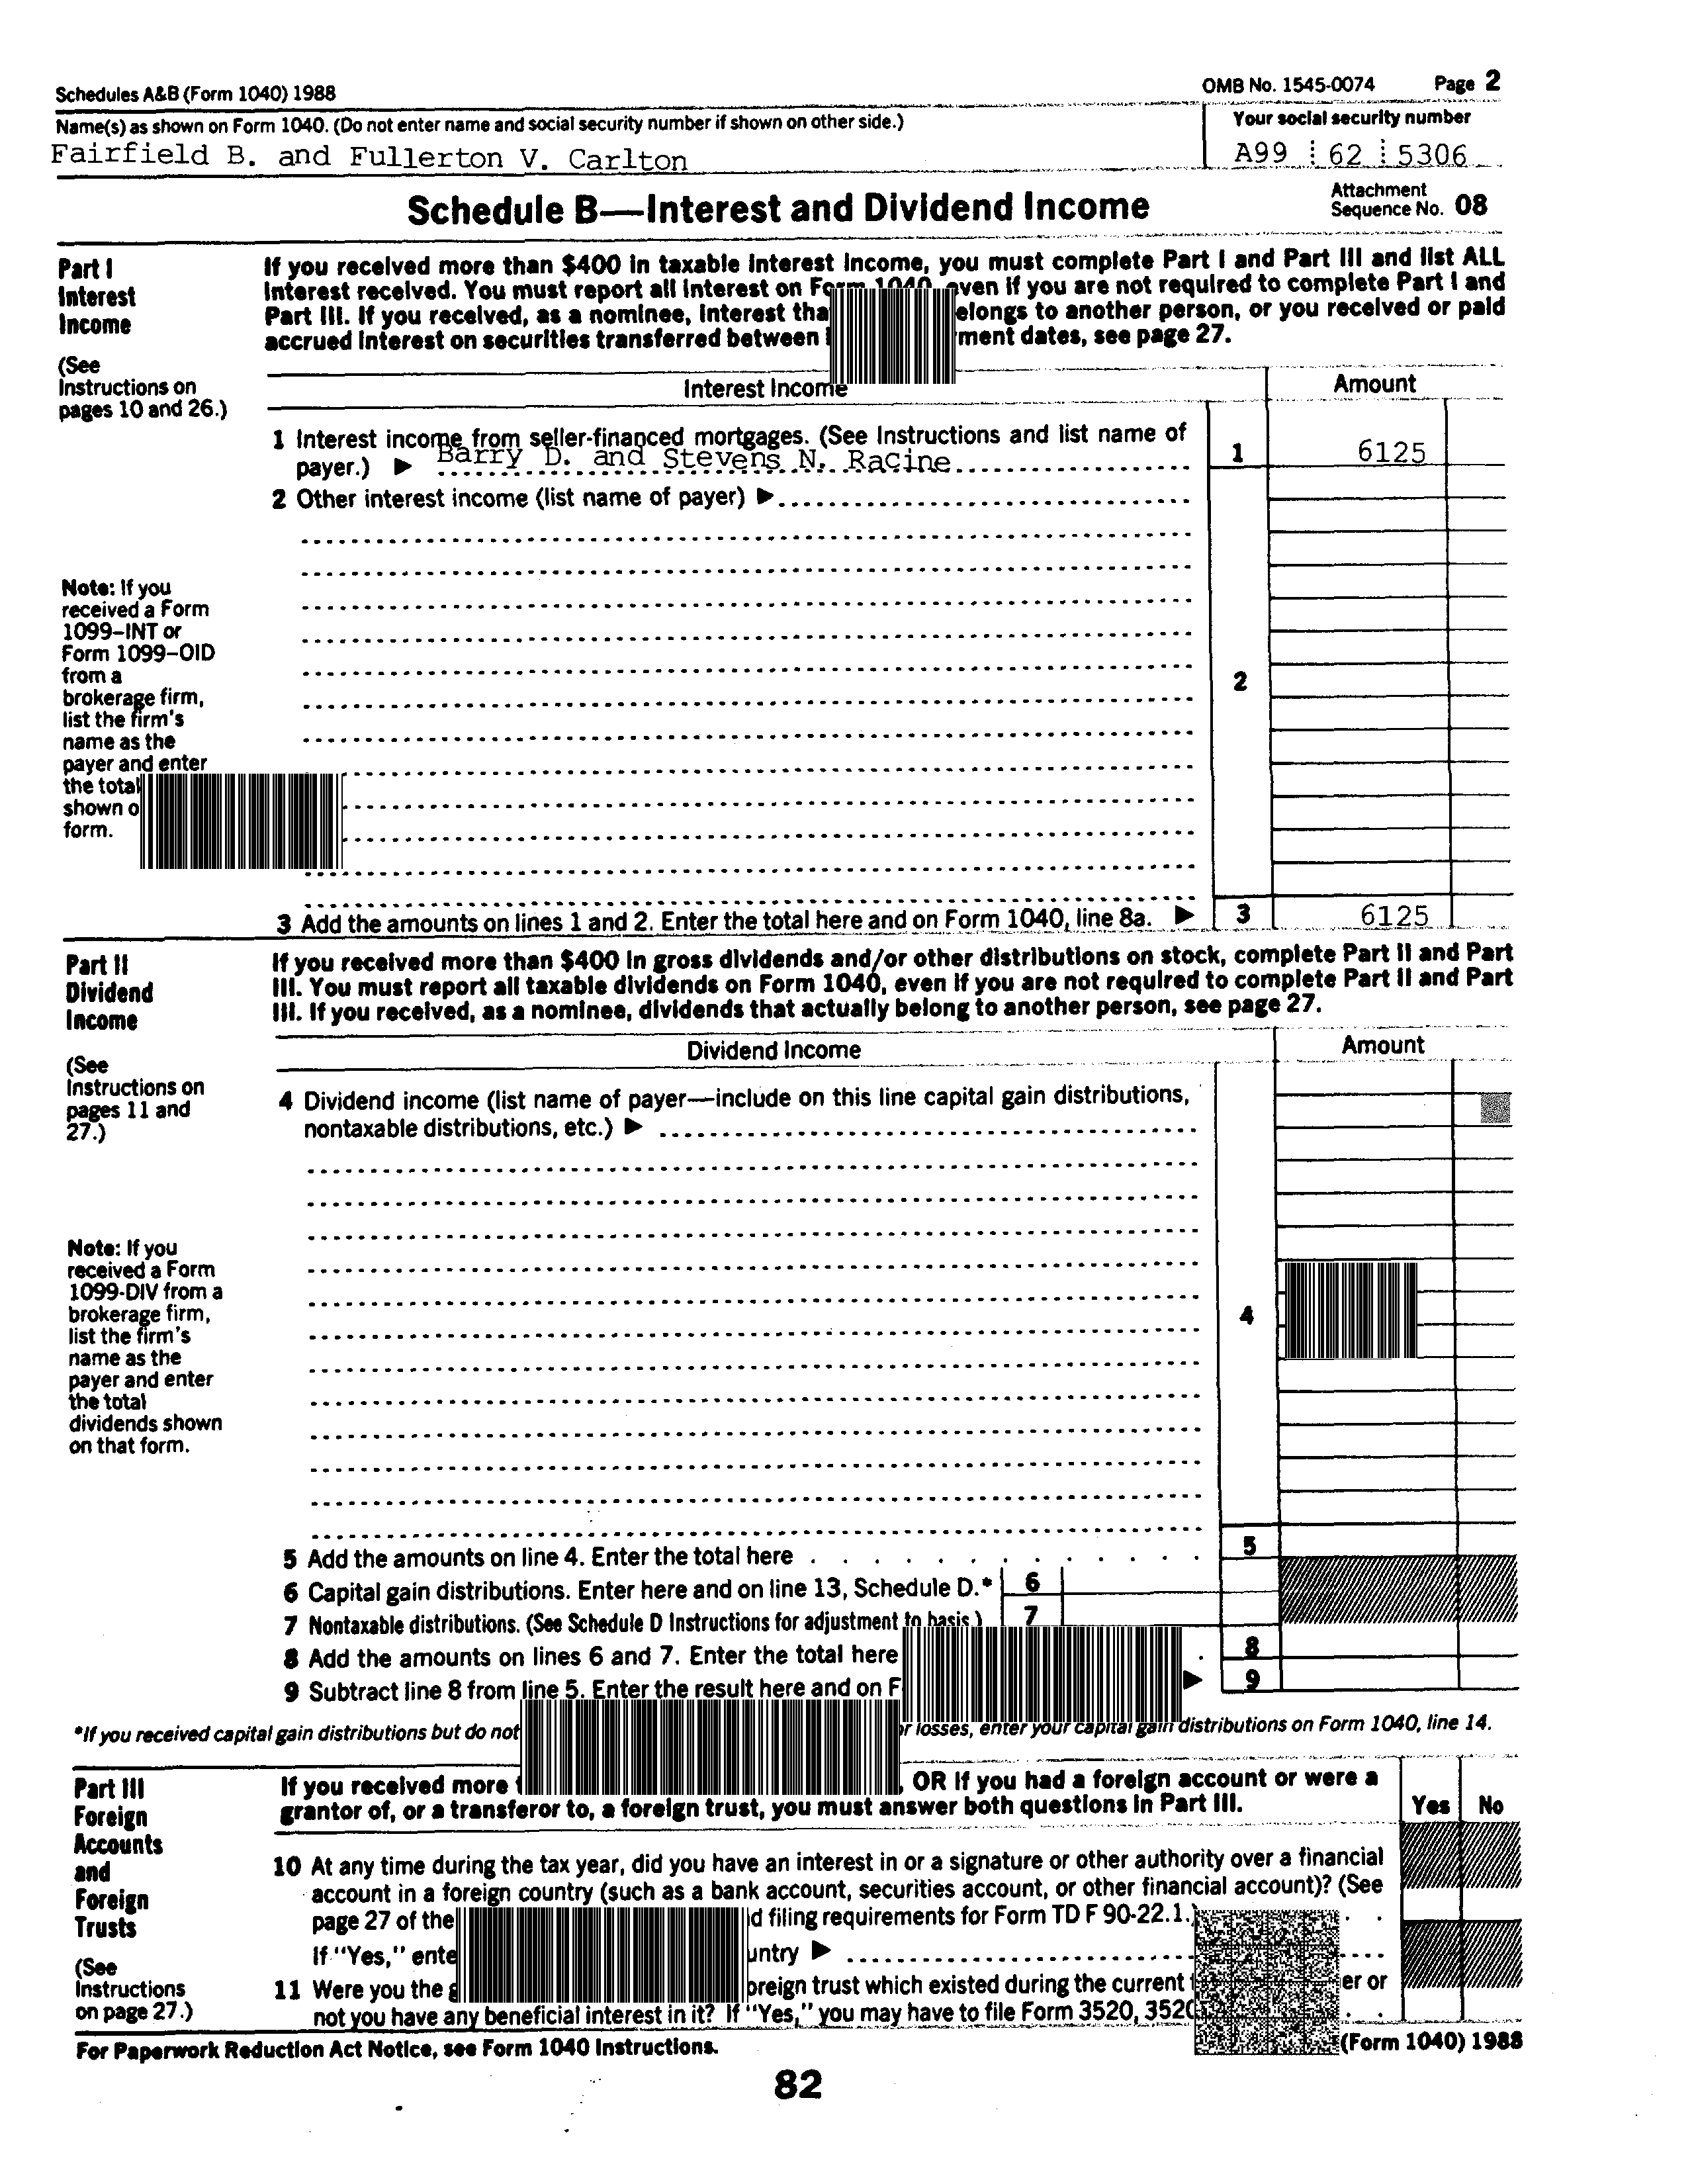 Schedules A&B (Form 1040) 1988 OMB No. 1545-0074 Page 2
Name(s) as shown on Form 1040. (Do not enter name and social security number if shown on other side.) Your social security number
Fairfield B. and Fullerton V. Carlton A99 62 5306
Schedule B—Interest and Dividend Income Attachment Sequence No. 08
Part I
Interest
Income
(See
Instructions on
pages 10 and 26.)
If you received more than $400 in taxable interest income, you must complete Part I and Part III and list ALL
interest received. You must report all interest on Form 1040, even if you are not required to complete Part I and
Part III. If you received, as a nominee, interest elongs to another person, or you received or paid
accrued interest on securities transferred between ment dates, see page 27.
Interest Income Amount
1 Interest income from seller-financed mortgages. (See Instructions and list name of
payer.) ▶ Barry D. and Stevens N. Racine 1 6125
2 Other interest income (list name of payer) ▶
Note: If you
received a Form
1099–INT or
Form 1099–OID
from a
brokerage firm,
list the firm's
name as the
payer and enter
the total
shown
form.
2
3 Add the amounts on lines 1 and 2. Enter the total here and on Form 1040, line 8a. ▶ 3 6125
Part II
Dividend
Income
(See
Instructions on
pages 11 and
27.)
If you received more than $400 in gross dividends and/or other distributions on stock, complete Part II and Part
III. You must report all taxable dividends on Form 1040, even if you are not required to complete Part II and Part
III. If you received, as a nominee, dividends that actually belong to another person, see page 27.
Dividend Income Amount
4 Dividend income (list name of payer—include on this line capital gain distributions,
nontaxable distributions, etc.) ▶
Note: If you
received a Form
1099-DIV from a
brokerage firm,
list the firm's
name as the
payer and enter
the total
dividends shown
on that form.
4
5 Add the amounts on line 4. Enter the total here 5
6 Capital gain distributions. Enter here and on line 13, Schedule D.* 6
7 Nontaxable distributions. (See Schedule D Instructions for adjustment to basis.) 7
8 Add the amounts on lines 6 and 7. Enter the total here 8
9 Subtract line 8 from line 5. Enter the result here and on ▶ 9
*If you received capital gain distributions but do not or losses, enter your capital gain distributions on Form 1040, line 14.
Part III
Foreign
Accounts
and
Foreign
Trusts
(See
Instructions
on page 27.)
If you received more , OR if you had a foreign account or were a
grantor of, or a transferor to, a foreign trust, you must answer both questions in Part III. Yes No
10 At any time during the tax year, did you have an interest in or a signature or other authority over a financial
account in a foreign country (such as a bank account, securities account, or other financial account)? (See
page 27 of the filing requirements for Form TD F 90-22.1.)
If "Yes," untry ▶
11 Were you the oreign trust which existed during the current er or
not you have any beneficial interest in it? If "Yes," you may have to file Form 3520,
For Paperwork Reduction Act Notice, see Form 1040 Instructions. (Form 1040) 1988
82